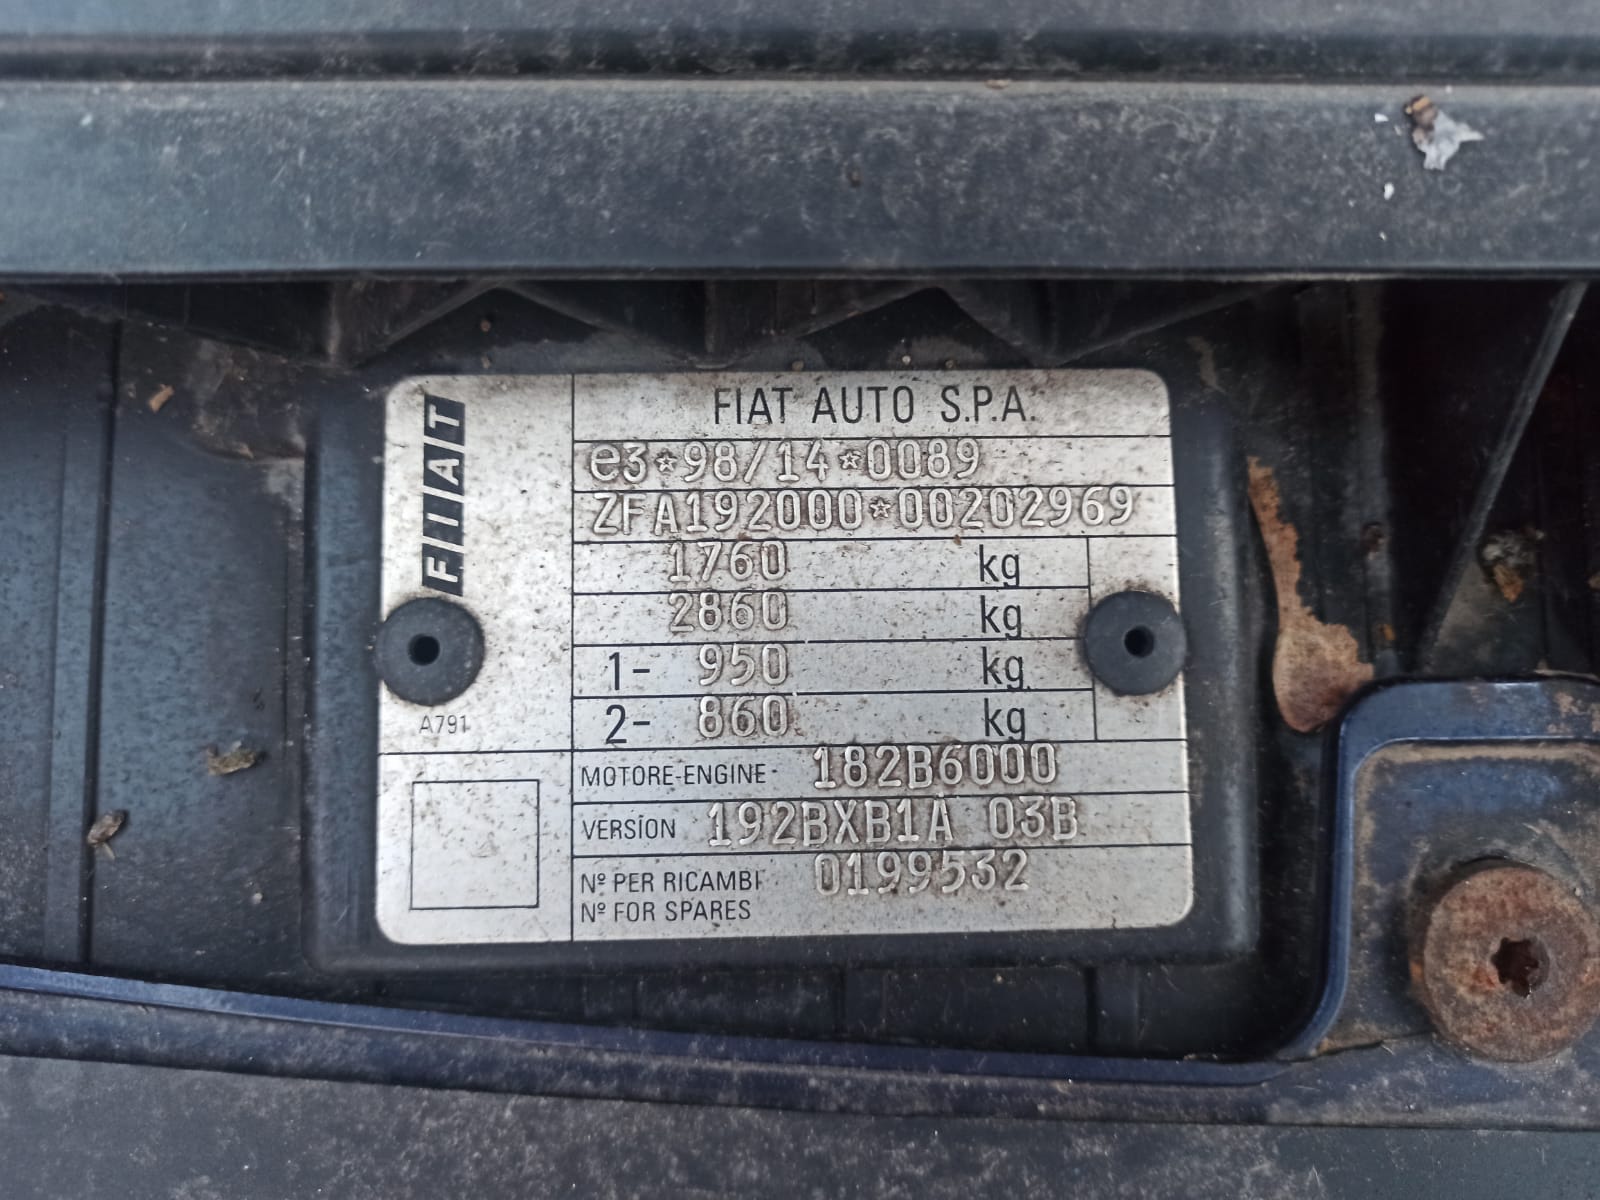 FIAT
FIAT AUTO S.P.A.
e3*98/14*0089
ZFA192000*00202969
1760 kg
2860 kg
1- 950 kg
2- 860 kg
A791
MOTORE-ENGINE- 182B6000
VERSION 192BXB1A 03B
Nº PER RICAMBI 0199532
Nº FOR SPARES